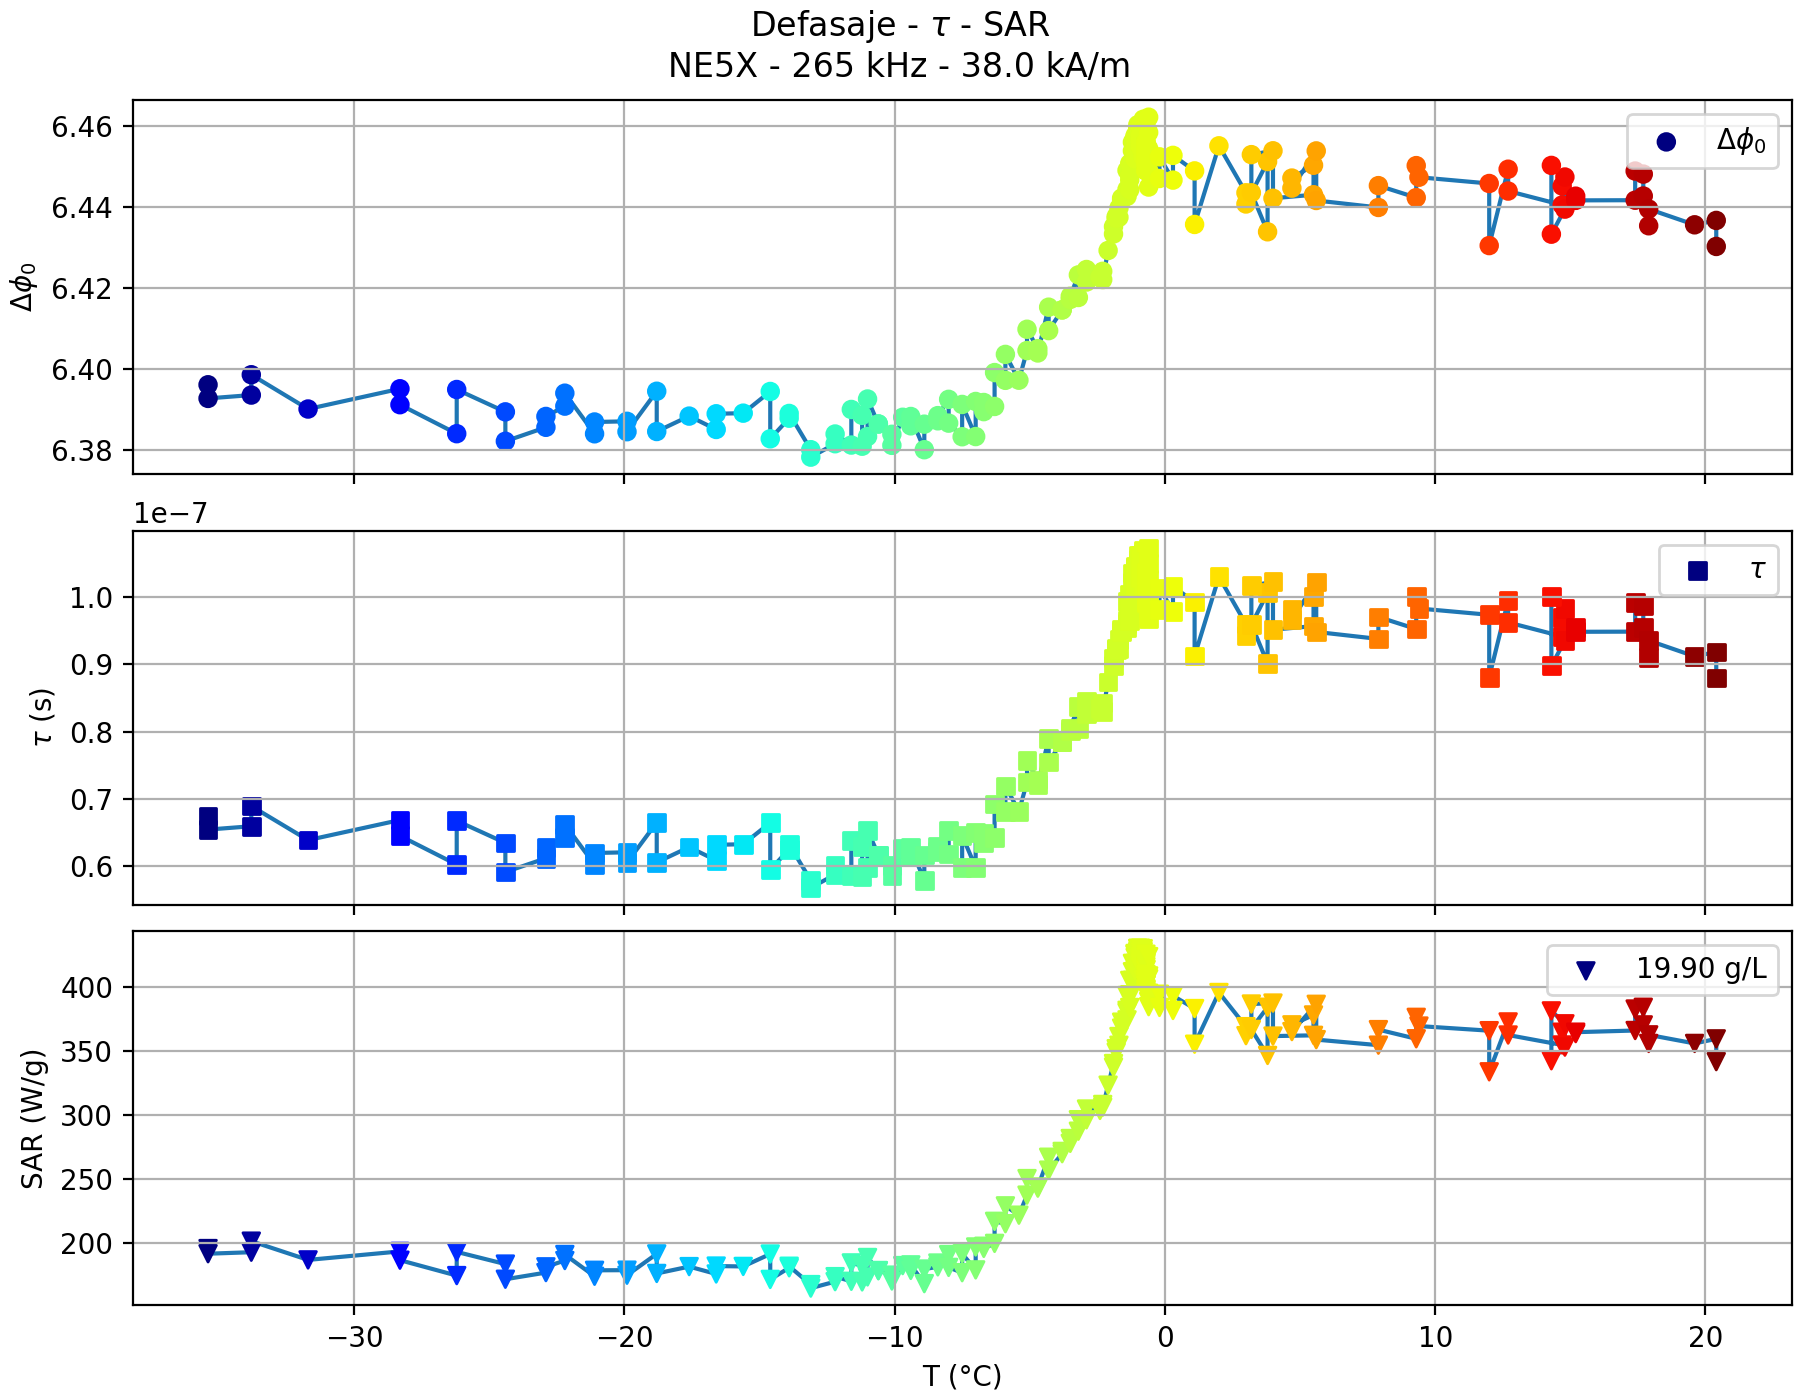 Defasaje - τ - SAR
NE5X - 265 kHz - 38.0 kA/m
6.46
6.44
6.42
6.40
6.38
Δϕ₀
Δϕ₀
1e−7
1.0
0.9
0.8
0.7
0.6
τ (s)
τ
400
350
300
250
200
SAR (W/g)
19.90 g/L
−30
−20
−10
0
10
20
T (°C)